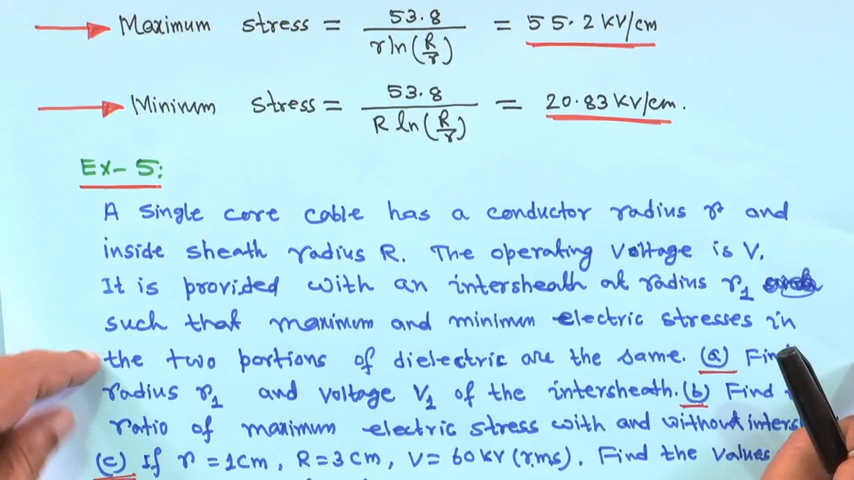 Maximum stress = 53.8 / r ln(R/r) = 55.2 kV/cm
Minimum stress = 53.8 / R ln(R/r) = 20.83 kV/cm.
Ex-5:
A single core cable has a conductor radius r and
inside sheath radius R. The operating Voltage is V.
It is provided with an intersheath at radius r1
such that maximum and minimum electric stresses in
the two portions of dielectric are the same. (a) Find
radius r1 and voltage V1 of the intersheath. (b) Find
ratio of maximum electric stress with and without
(c) If r = 1cm, R = 3cm, V = 60 kV (rms). Find the values